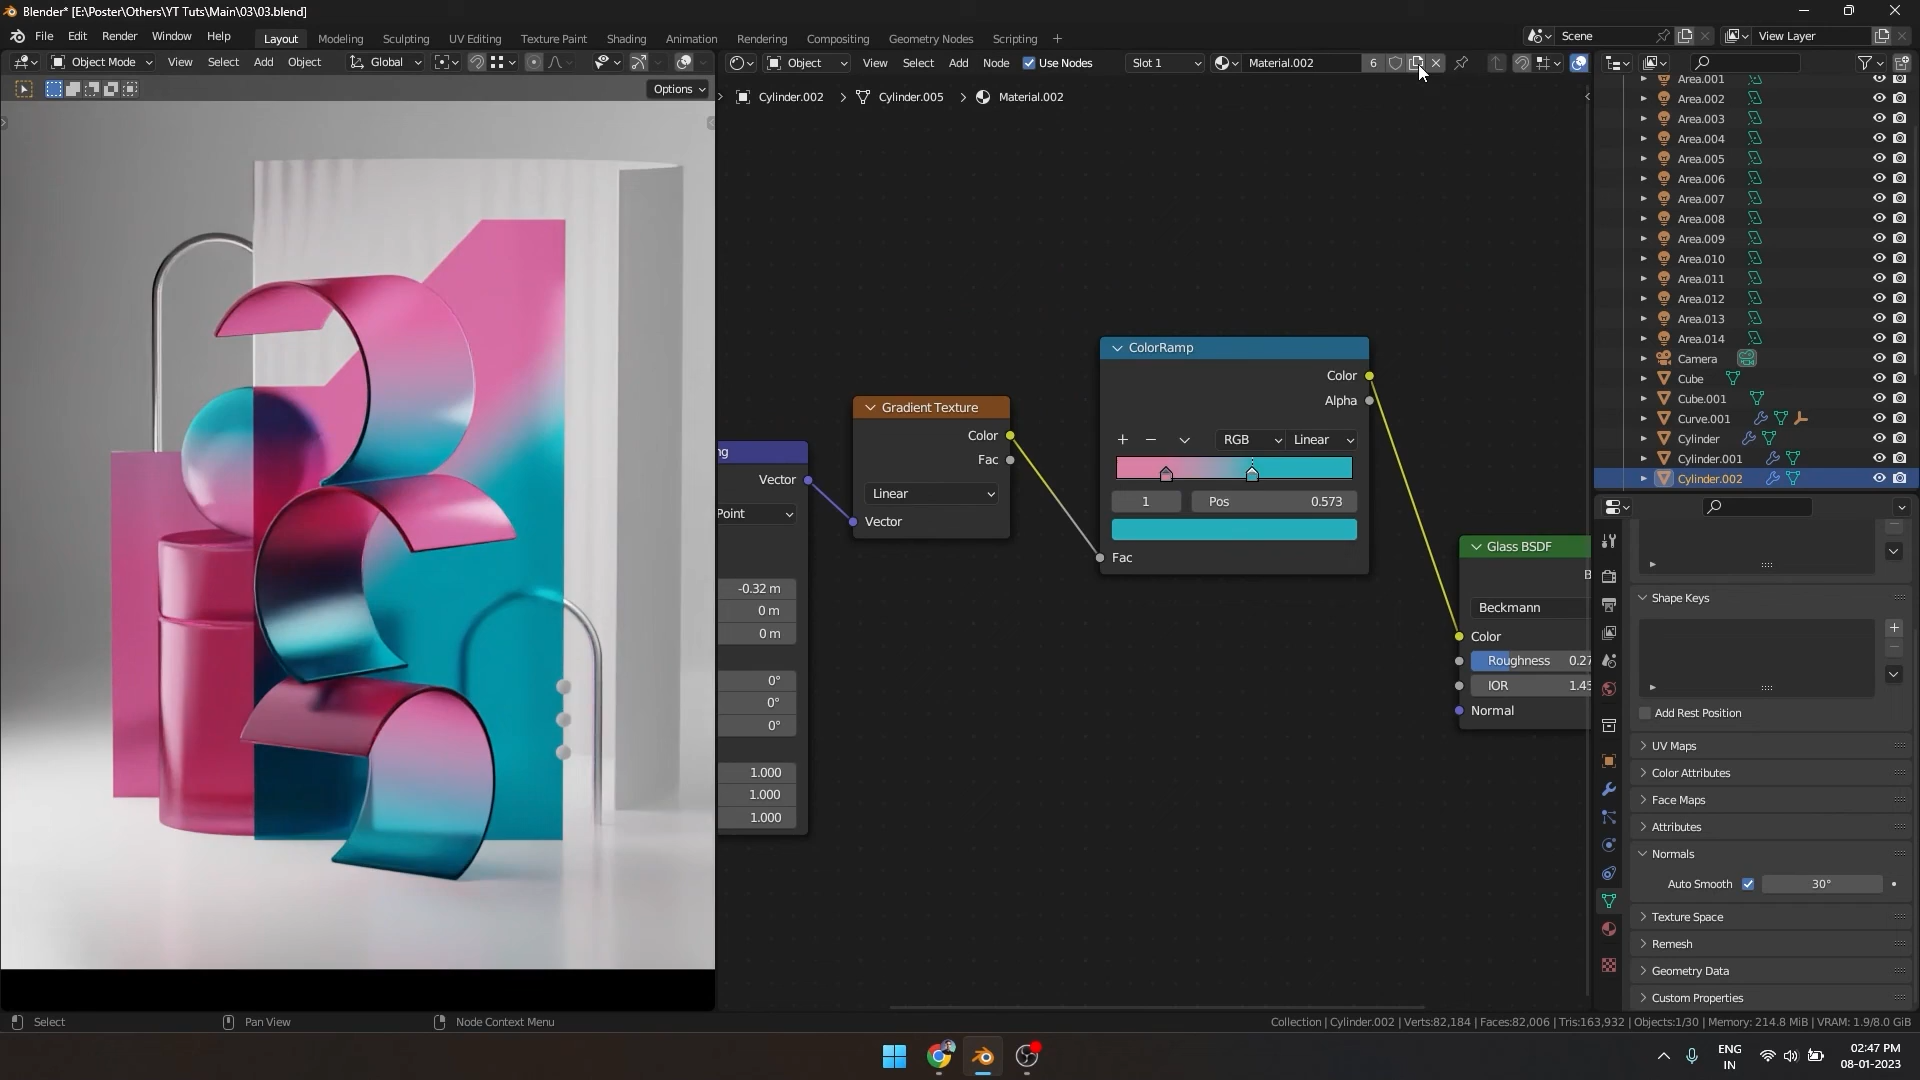 Blender* [E:\Poster\Others\YT Tuts\Main\03\03.blend]
File Edit Render Window Help
Layout Modeling Sculpting UV Editing Texture Paint Shading Animation Rendering Compositing Geometry Nodes Scripting +
Scene View Layer
Object Mode View Select Add Object Global
Object View Select Add Node Use Nodes Slot 1 Material.002 6
Options
Cylinder.002 > Cylinder.005 > Material.002
Area.001
Area.002
Area.003
Area.004
Area.005
Area.006
Area.007
Area.008
Area.009
Area.010
Area.011
Area.012
Area.013
Area.014
Camera
Cube
Cube.001
Curve.001
Cylinder
Cylinder.001
Cylinder.002
ng
Vector
Point
-0.32 m
0 m
0 m
0°
0°
0°
1.000
1.000
1.000
Gradient Texture
Color
Fac
Linear
Vector
ColorRamp
Color
Alpha
RGB Linear
1 Pos 0.573
Fac
Glass BSDF
B
Beckmann
Color
Roughness 0.27
IOR 1.45
Normal
Shape Keys
Add Rest Position
UV Maps
Color Attributes
Face Maps
Attributes
Normals
Auto Smooth 30°
Texture Space
Remesh
Geometry Data
Custom Properties
Select Pan View Node Context Menu
Collection | Cylinder.002 | Verts:82,184 | Faces:82,006 | Tris:163,932 | Objects:1/30 | Memory: 214.8 MiB | VRAM: 1.9/8.0 GiB
ENG
IN
02:47 PM
08-01-2023